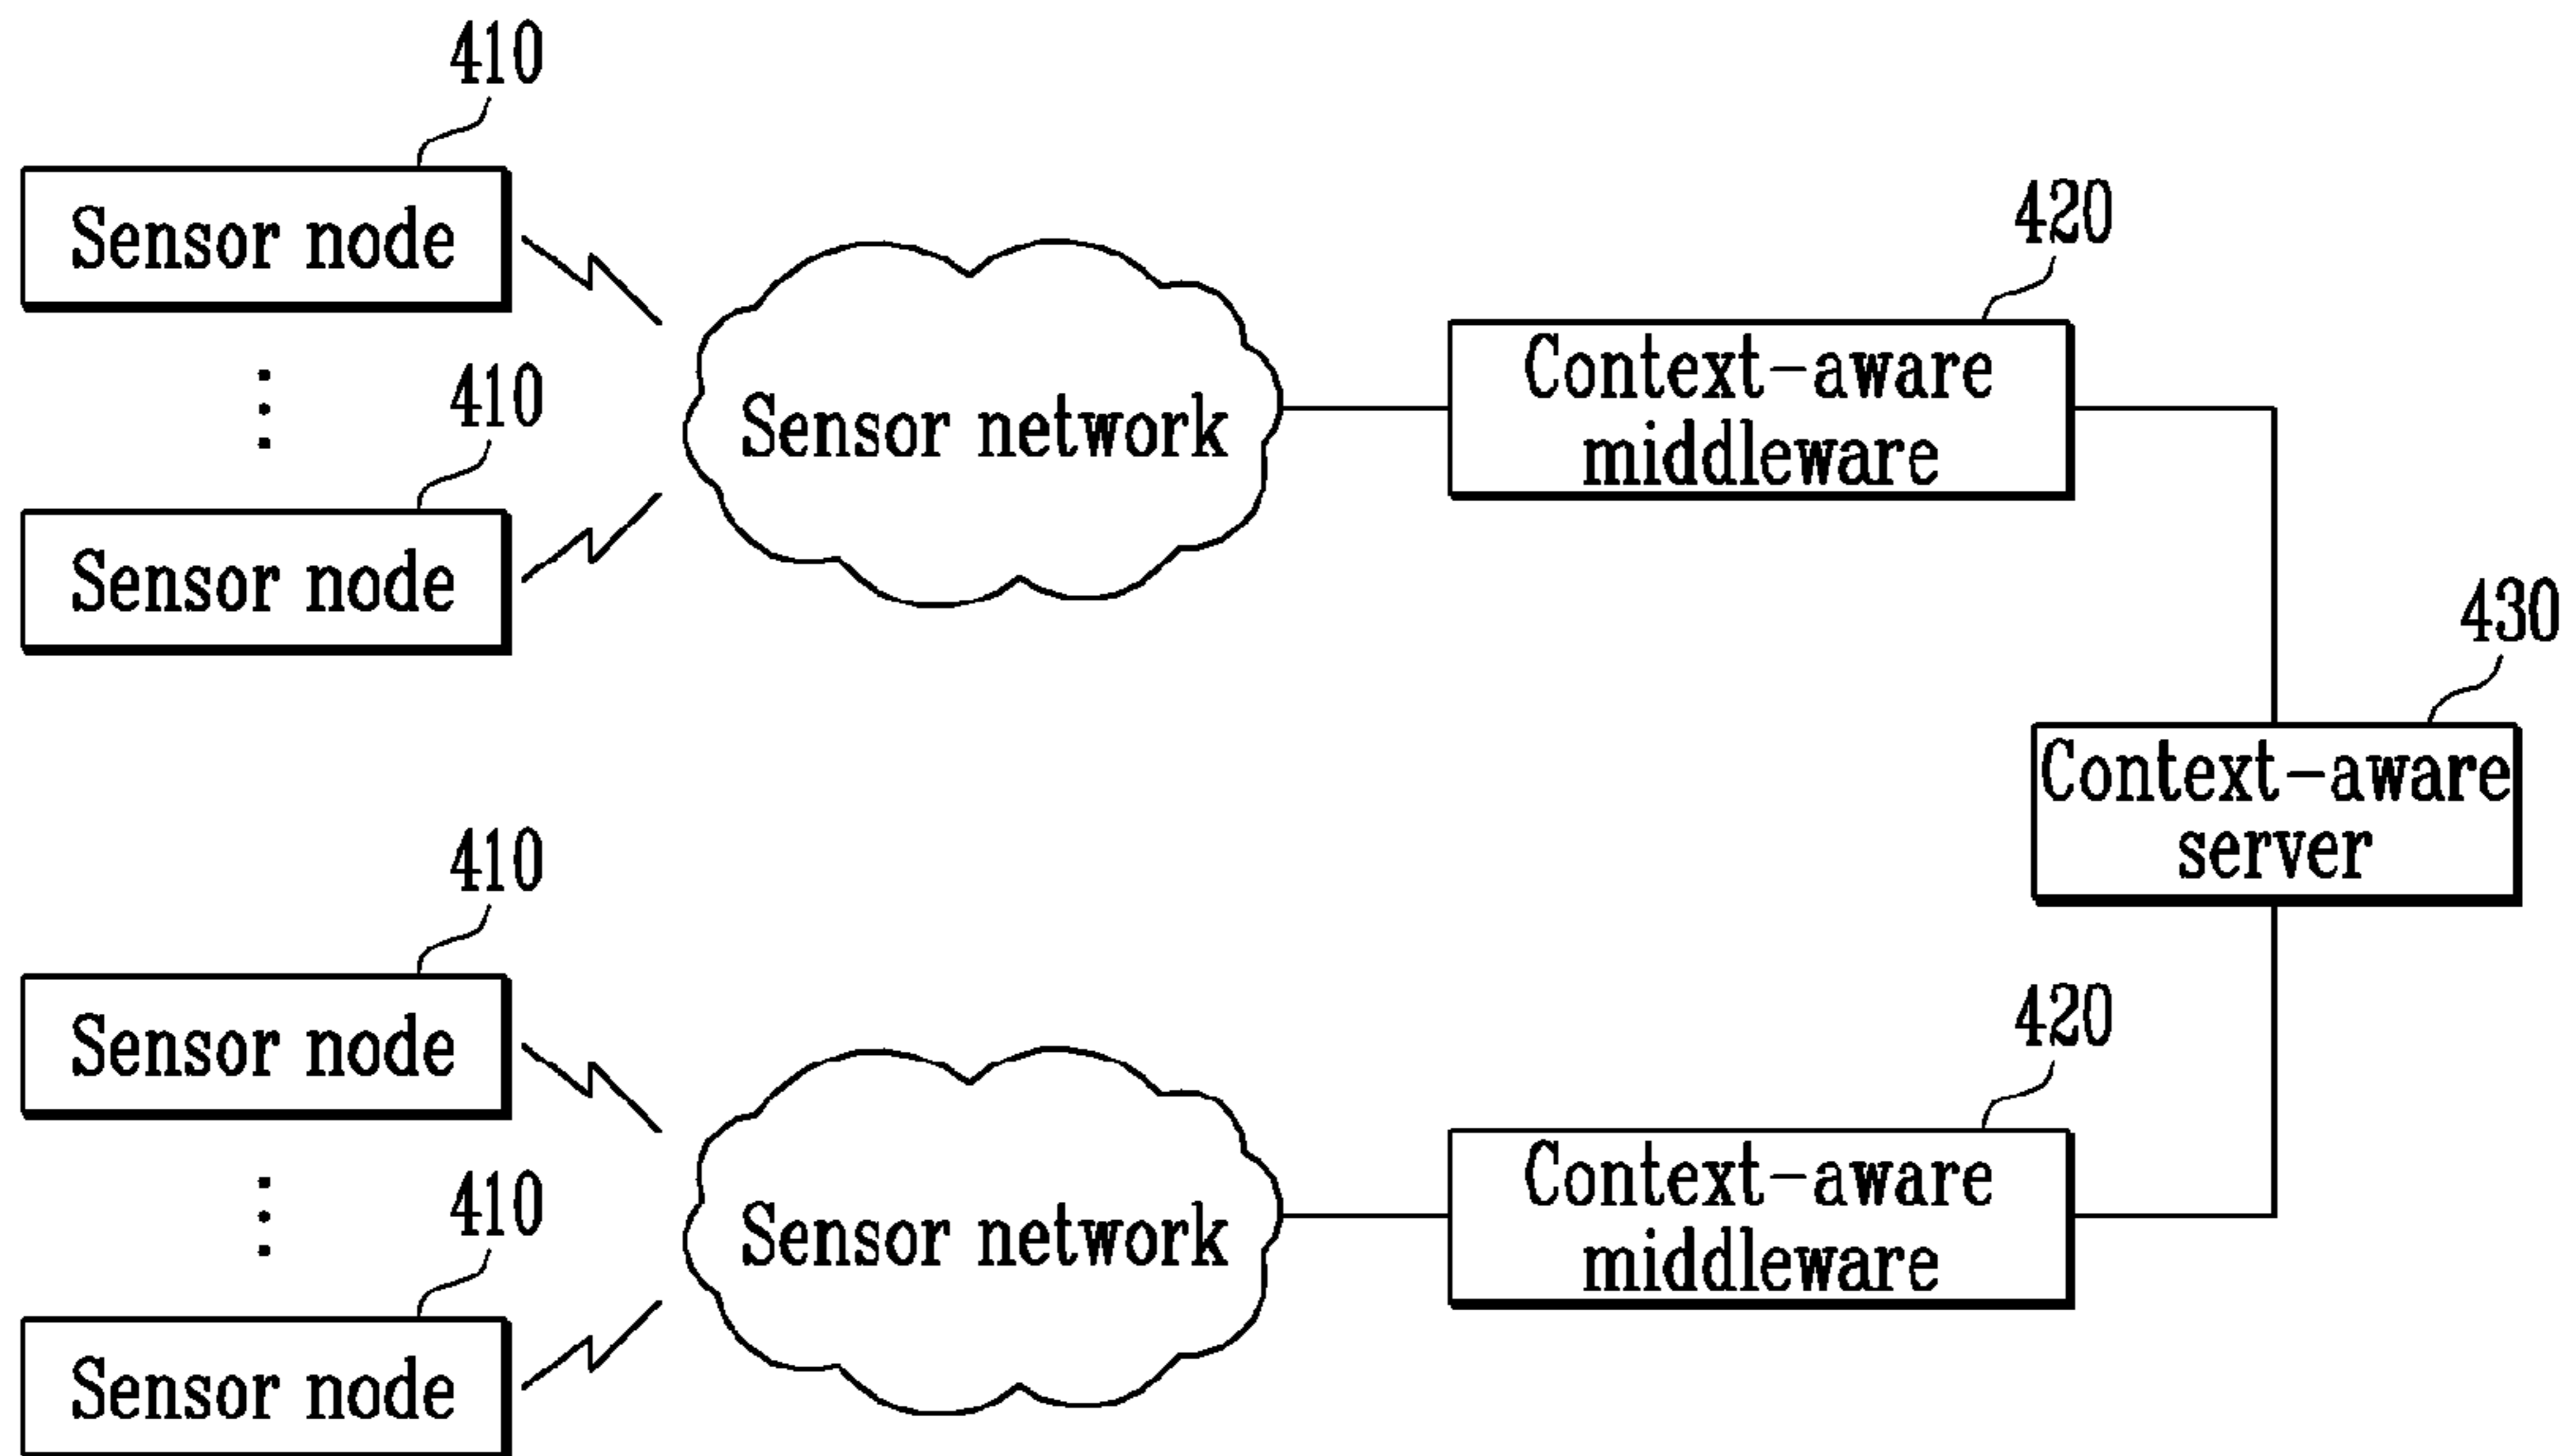 410
Sensor node
410
Sensor node
Sensor network
420
Context-aware
middleware
430
Context-aware
server
410
Sensor node
410
Sensor node
Sensor network
420
Context-aware
middleware